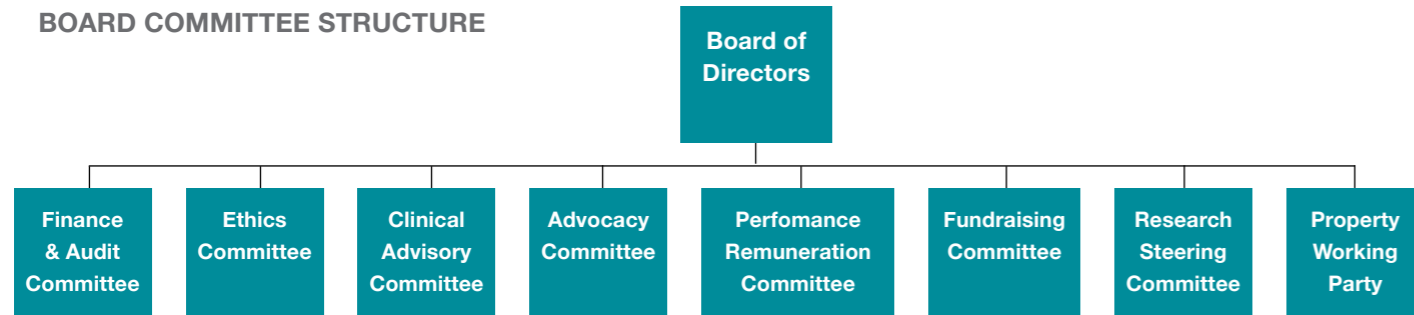 BOARD COMMITTEE STRUCTURE
Board of
Directors
Finance
& Audit
Committee
Ethics
Committee
Clinical
Advisory
Committee
Advocacy
Committee
Perfomance
Remuneration
Committee
Fundraising
Committee
Research
Steering
Committee
Property
Working
Party